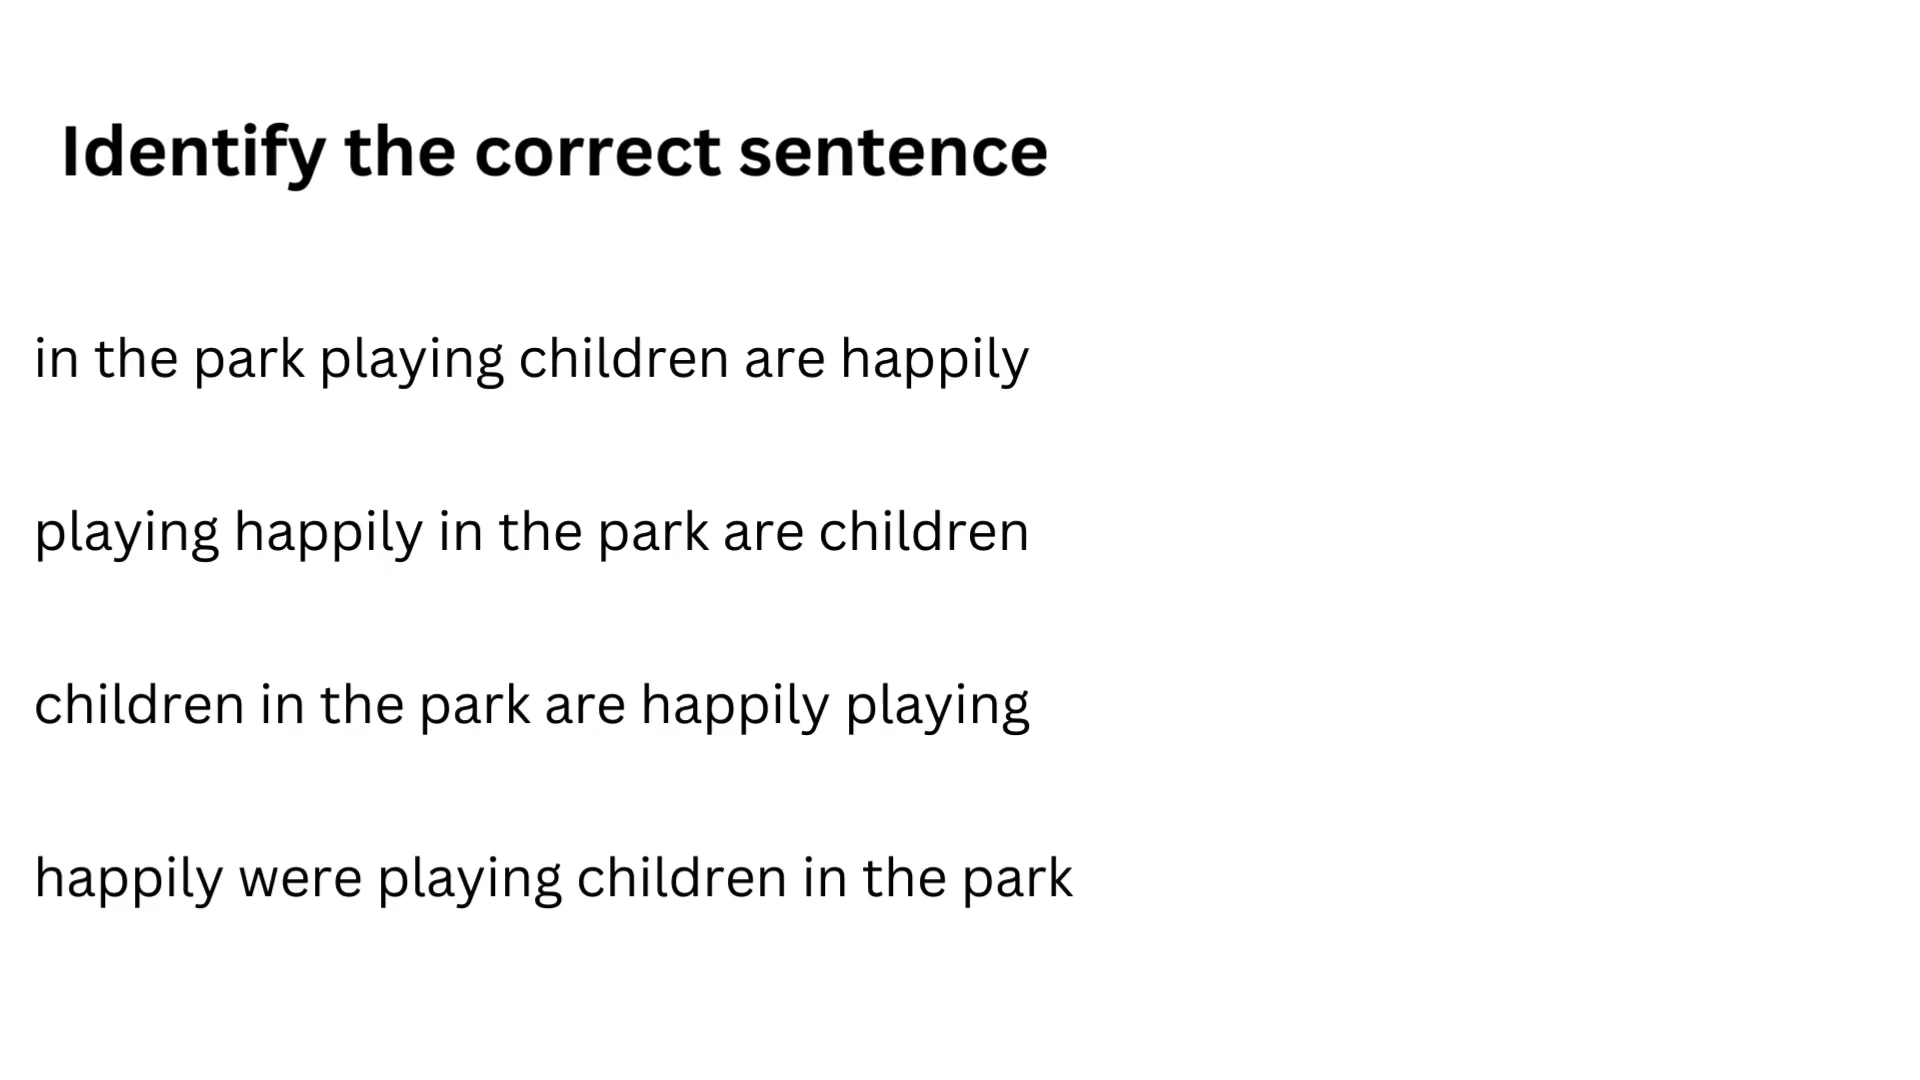 Identify the correct sentence
in the park playing children are happily
playing happily in the park are children
children in the park are happily playing
happily were playing children in the park